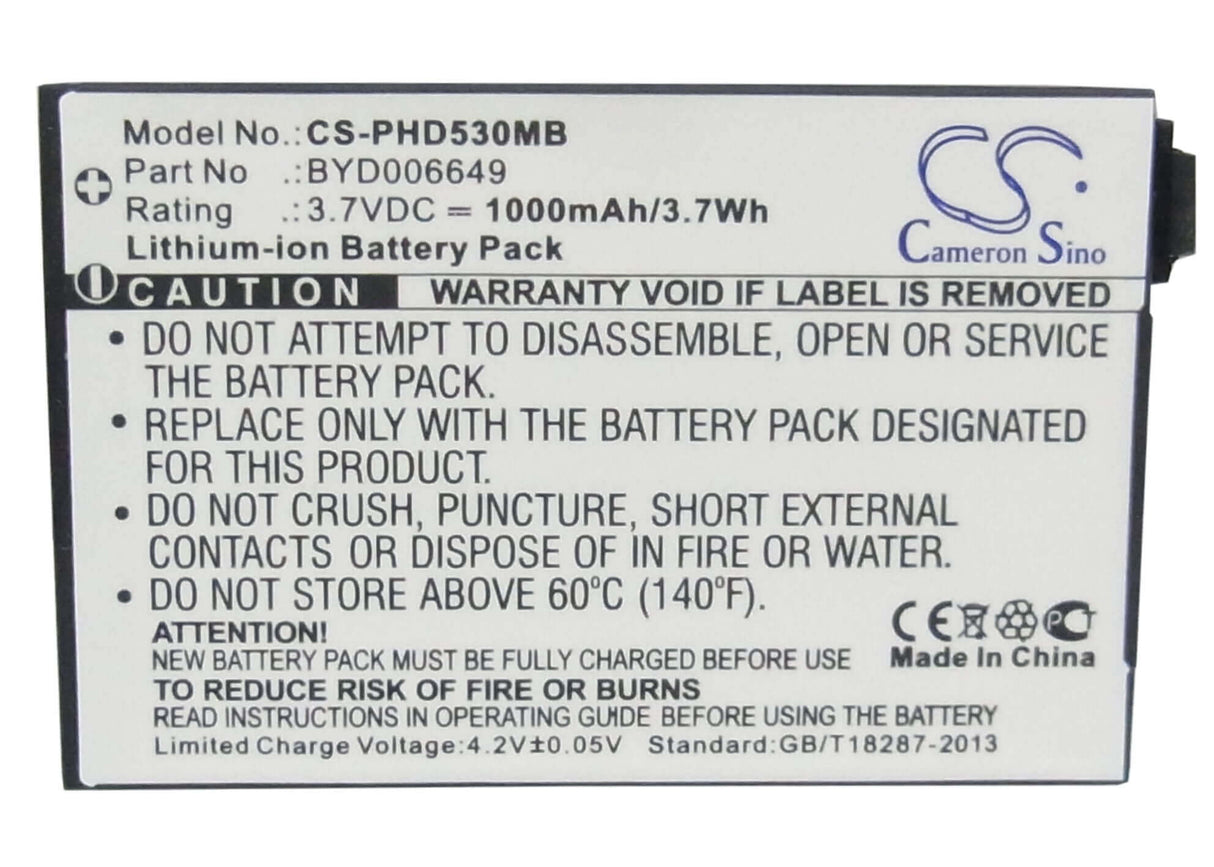 Model No.:CS-PHD530MB
Part No .:BYD006649
Rating .:3.7VDC ⎓ 1000mAh/3.7Wh
Lithium-ion Battery Pack
CS
Cameron Sino
CAUTION WARRANTY VOID IF LABEL IS REMOVED
• DO NOT ATTEMPT TO DISASSEMBLE, OPEN OR SERVICE
THE BATTERY PACK.
• REPLACE ONLY WITH THE BATTERY PACK DESIGNATED
FOR THIS PRODUCT.
• DO NOT CRUSH, PUNCTURE, SHORT EXTERNAL
CONTACTS OR DISPOSE OF IN FIRE OR WATER.
• DO NOT STORE ABOVE 60°C (140°F).
ATTENTION!
NEW BATTERY PACK MUST BE FULLY CHARGED BEFORE USE
TO REDUCE RISK OF FIRE OR BURNS
READ INSTRUCTIONS IN OPERATING GUIDE BEFORE USING THE BATTERY
Limited Charge Voltage:4.2V±0.05V Standard:GB/T18287-2013
CE PCT
Made In China